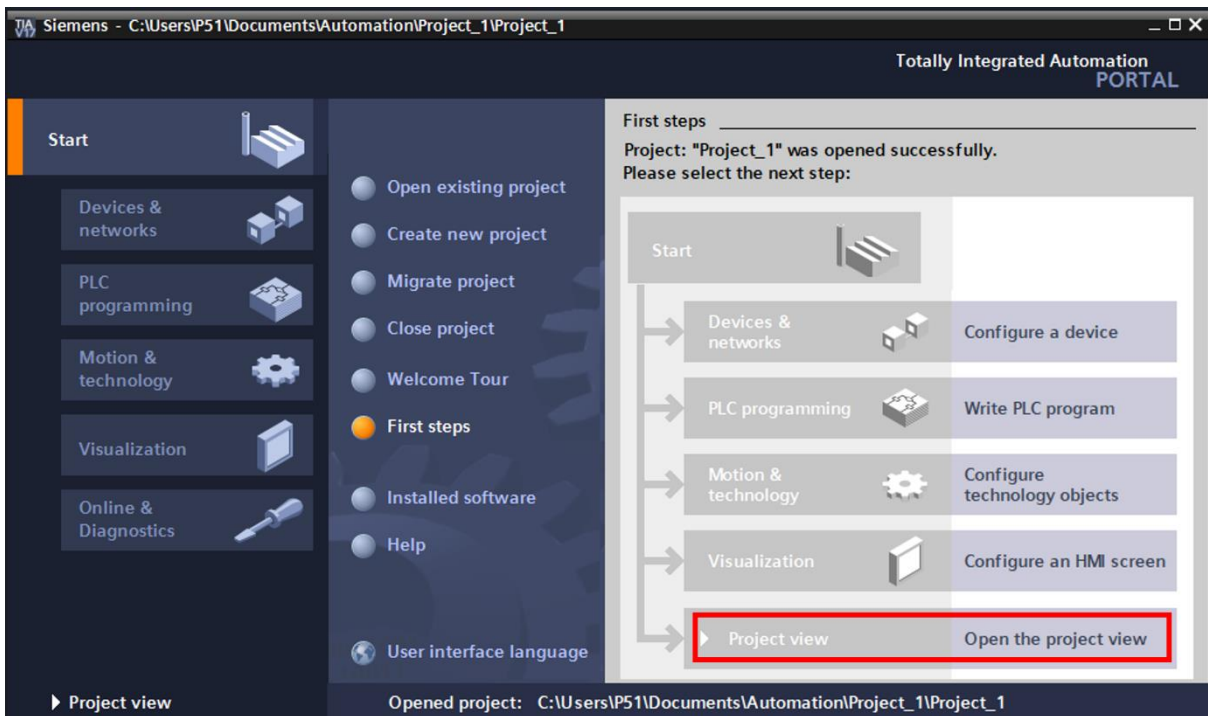 Siemens - C:\Users\P51\Documents\Automation\Project_1\Project_1
Totally Integrated Automation
PORTAL
Start
Devices &
networks
PLC
programming
Motion &
technology
Visualization
Online &
Diagnostics
Open existing project
Create new project
Migrate project
Close project
Welcome Tour
First steps
Installed software
Help
User interface language
First steps
Project: "Project_1" was opened successfully.
Please select the next step:
Start
Devices &
networks
Configure a device
PLC programming
Write PLC program
Motion &
technology
Configure
technology objects
Visualization
Configure an HMI screen
Project view
Open the project view
Project view
Opened project: C:\Users\P51\Documents\Automation\Project_1\Project_1